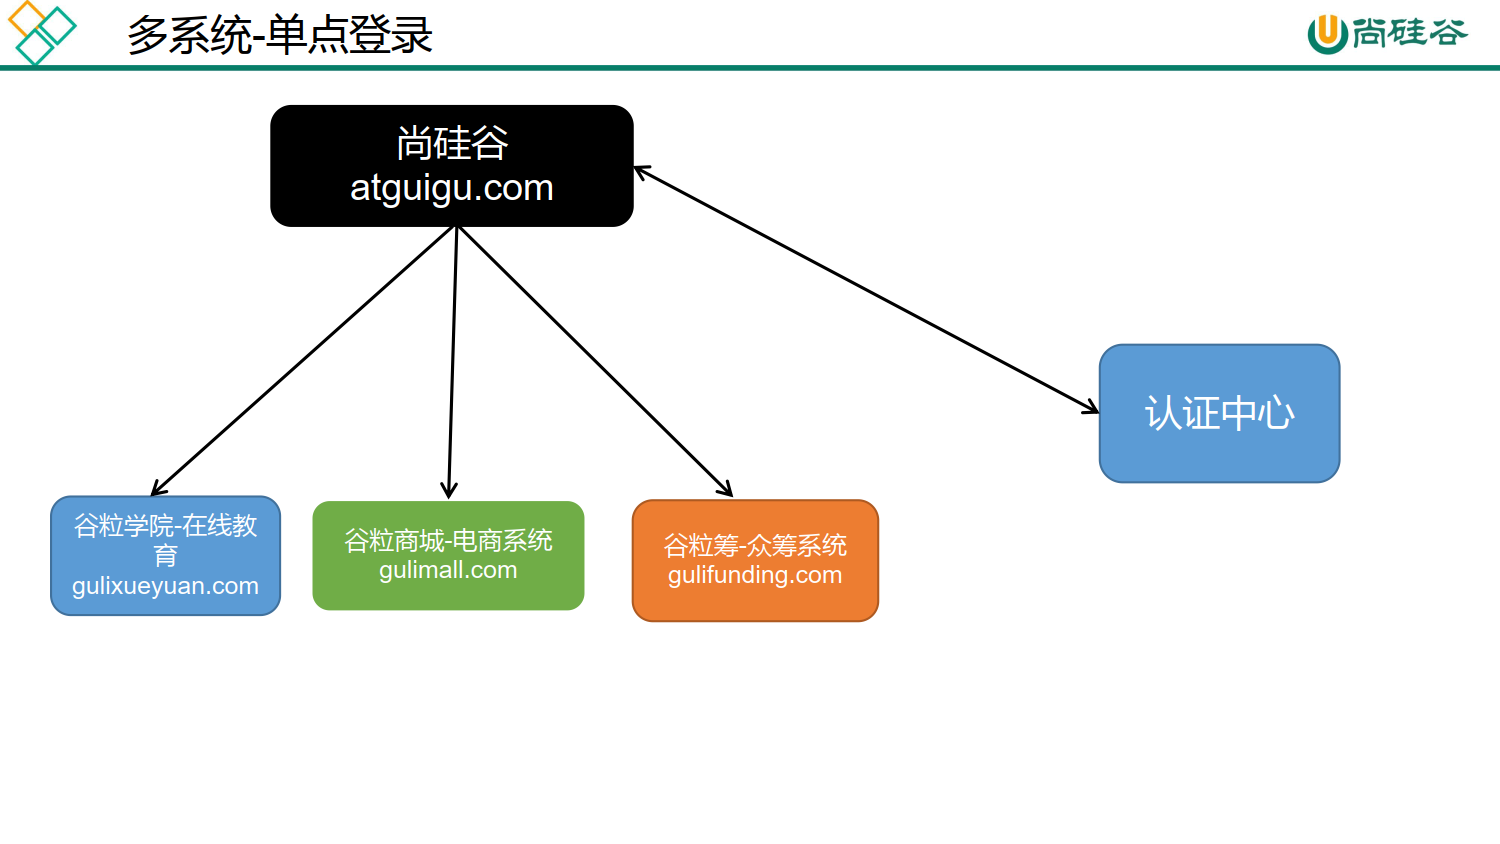 多系统-单点登录
尚硅谷
尚硅谷
atguigu.com
认证中心
谷粒学院-在线教
育
gulixueyuan.com
谷粒商城-电商系统
gulimall.com
谷粒筹-众筹系统
gulifunding.com